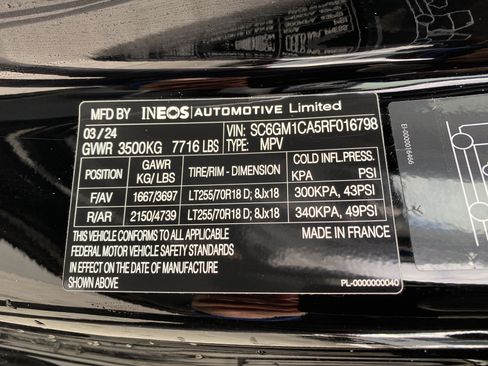 MFD BY INEOS | AUTOMOTIVE Limited
03/24 VIN: SC6GM1CA5RF016798
GVWR 3500KG 7716 LBS TYPE: MPV
POSITION GAWR KG/ LBS TIRE/RIM - DIMENSION COLD INFL.PRESS. KPA PSI
F/AV 1667/3697 LT255/70R18 D; 8Jx18 300KPA, 43PSI
R/AR 2150/4739 LT255/70R18 D; 8Jx18 340KPA, 49PSI
THIS VEHICLE CONFORMS TO ALL APPLICABLE MADE IN FRANCE
FEDERAL MOTOR VEHICLE SAFETY STANDARDS
IN EFFECT ON THE DATE OF MANUFACTURE
SHOWN ABOVE PL-0000000040
EI-0000016466